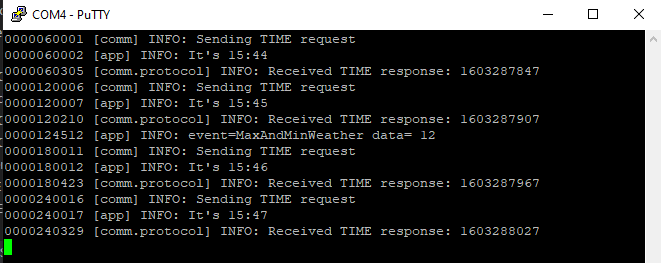 COM4 - PuTTY
0000060001 [comm] INFO: Sending TIME request
0000060002 [app] INFO: It's 15:44
0000060305 [comm.protocol] INFO: Received TIME response: 1603287847
0000120006 [comm] INFO: Sending TIME request
0000120007 [app] INFO: It's 15:45
0000120210 [comm.protocol] INFO: Received TIME response: 1603287907
0000124512 [app] INFO: event=MaxAndMinWeather data= 12
0000180011 [comm] INFO: Sending TIME request
0000180012 [app] INFO: It's 15:46
0000180423 [comm.protocol] INFO: Received TIME response: 1603287967
0000240016 [comm] INFO: Sending TIME request
0000240017 [app] INFO: It's 15:47
0000240329 [comm.protocol] INFO: Received TIME response: 1603288027